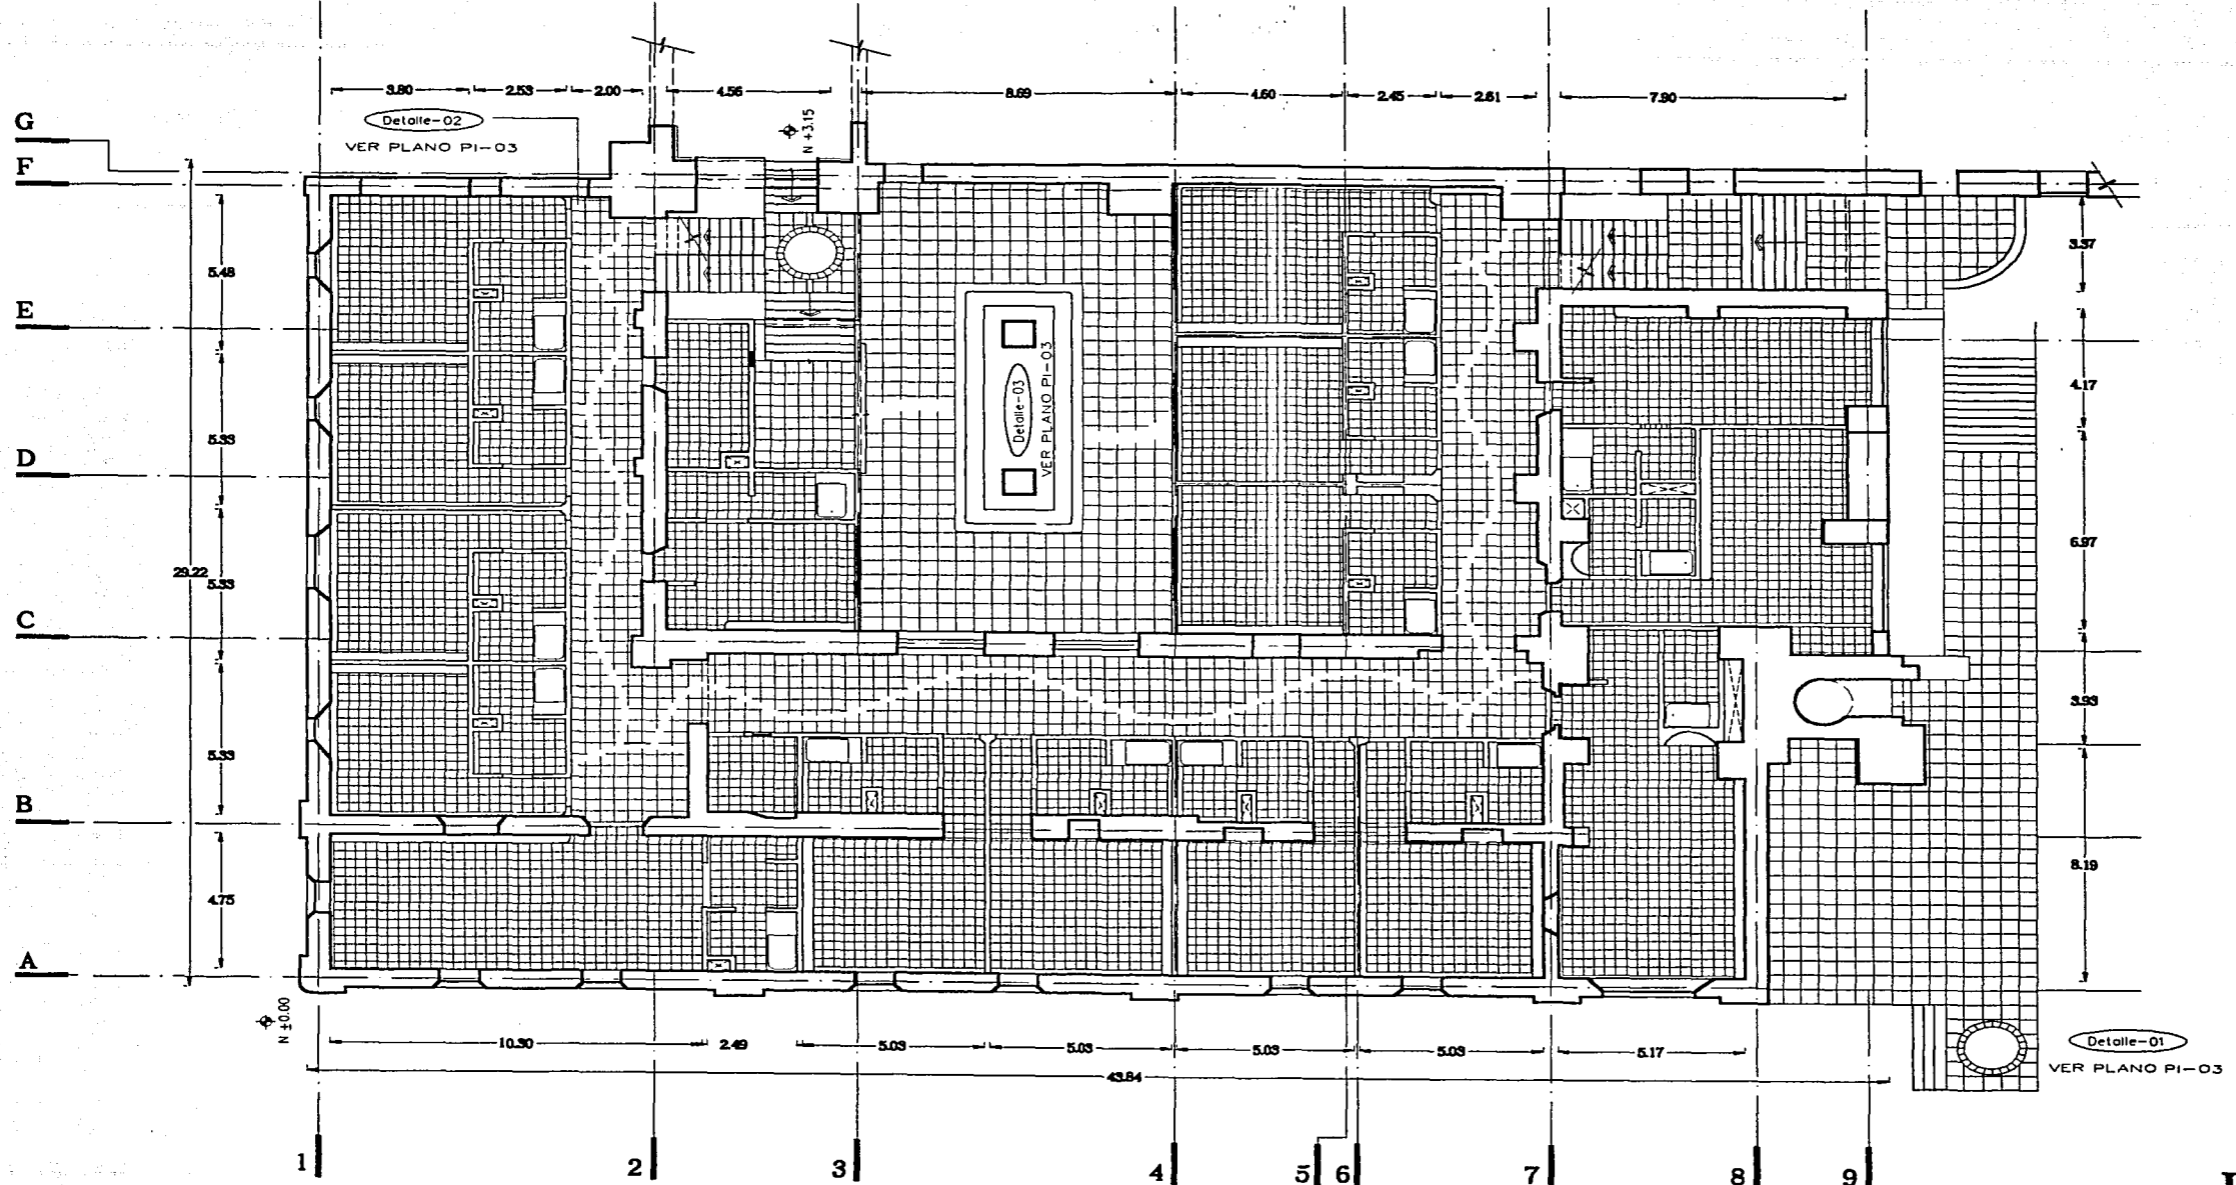 3.80 2.53 2.00 4.56 8.69 4.60 2.45 2.61 7.90
Detalle-02
VER PLANO PI-03
N +3.15
G
F
E
D
C
B
A
5.48
5.33
5.33
5.33
4.75
29.22
Detalle-03
VER PLANO PI-03
3.37
4.17
6.97
3.93
8.19
N ±0.00
10.30 2.49 5.03 5.03 5.03 5.03 5.17
43.84
Detalle-01
VER PLANO PI-03
1 2 3 4 5 6 7 8 9